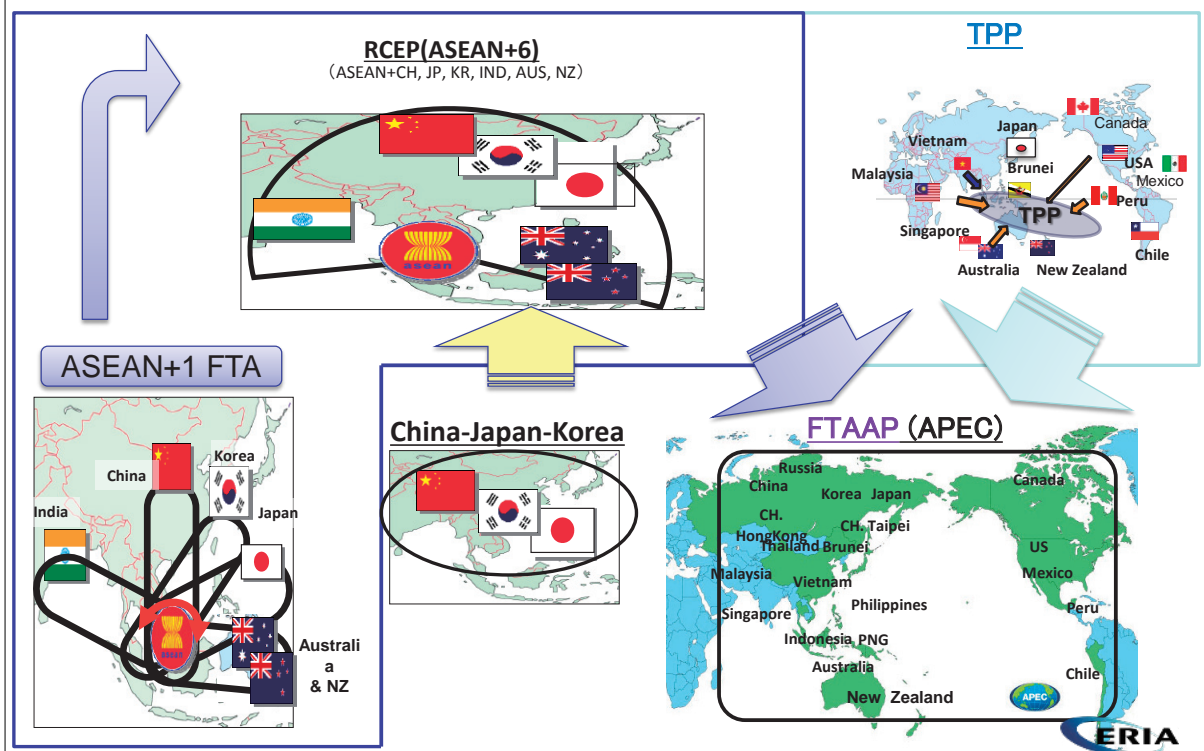 RCEP(ASEAN+6)
(ASEAN+CH, JP, KR, IND, AUS, NZ)
asean
TPP
Canada
Japan
Vietnam
Brunei
USA
Malaysia
Mexico
Peru
TPP
Singapore
Chile
Australia
New Zealand
ASEAN+1 FTA
China
Korea
India
Japan
Australi
a
& NZ
China-Japan-Korea
FTAAP (APEC)
Russia
China
Canada
Korea
Japan
CH.
HongKong
CH. Taipei
Thailand
Brunei
US
Malaysia
Vietnam
Mexico
Singapore
Philippines
Peru
Indonesia
PNG
Australia
Chile
New Zealand
APEC
ERIA